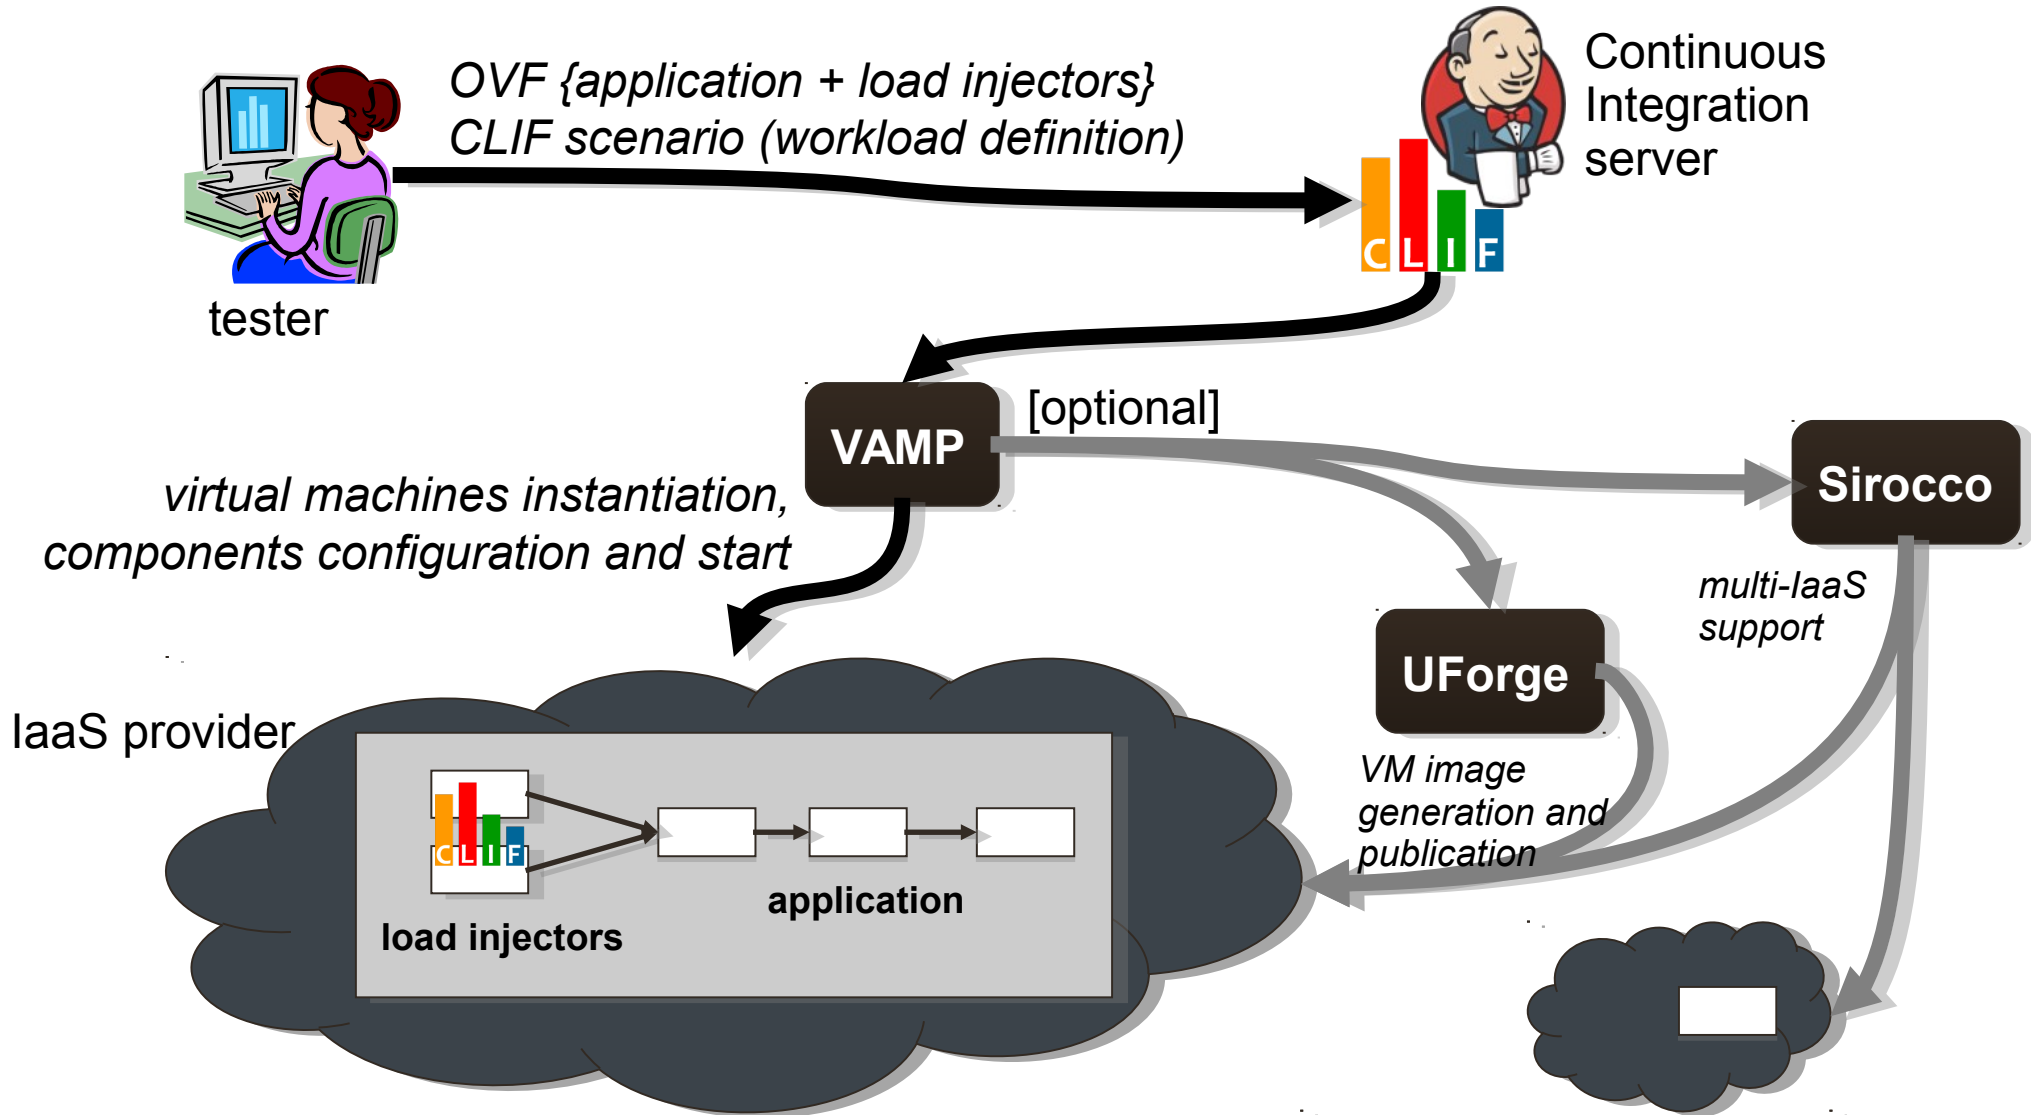 OVF {application + load injectors}
CLIF scenario (workload definition)
Continuous
Integration
server
CLIF
tester
[optional]
VAMP
Sirocco
virtual machines instantiation,
components configuration and start
multi-IaaS
support
UForge
IaaS provider
VM image
generation and
publication
CLIF
application
load injectors